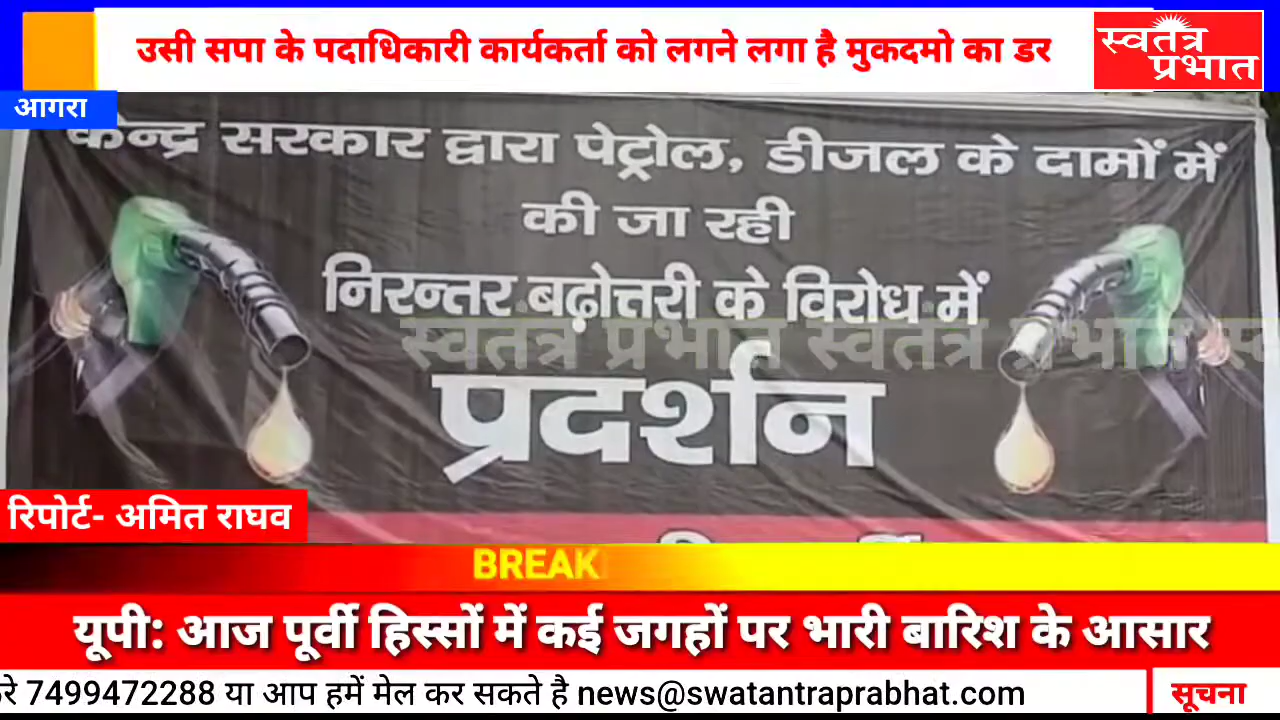 उसी सपा के पदाधिकारी कार्यकर्ता को लगने लगा है मुकदमो का डर
स्वतंत्र
प्रभात
आगरा
केन्द्र सरकार द्वारा पेट्रोल, डीजल के दामों में
की जा रही
निरन्तर बढ़ोत्तरी के विरोध में
स्वतंत्र प्रभात स्वतंत्र प्रभात स्व
प्रदर्शन
रिपोर्ट- अमित राघव
BREAK
यूपी: आज पूर्वी हिस्सों में कई जगहों पर भारी बारिश के आसार
रे 7499472288 या आप हमें मेल कर सकते है news@swatantraprabhat.com
सूचना